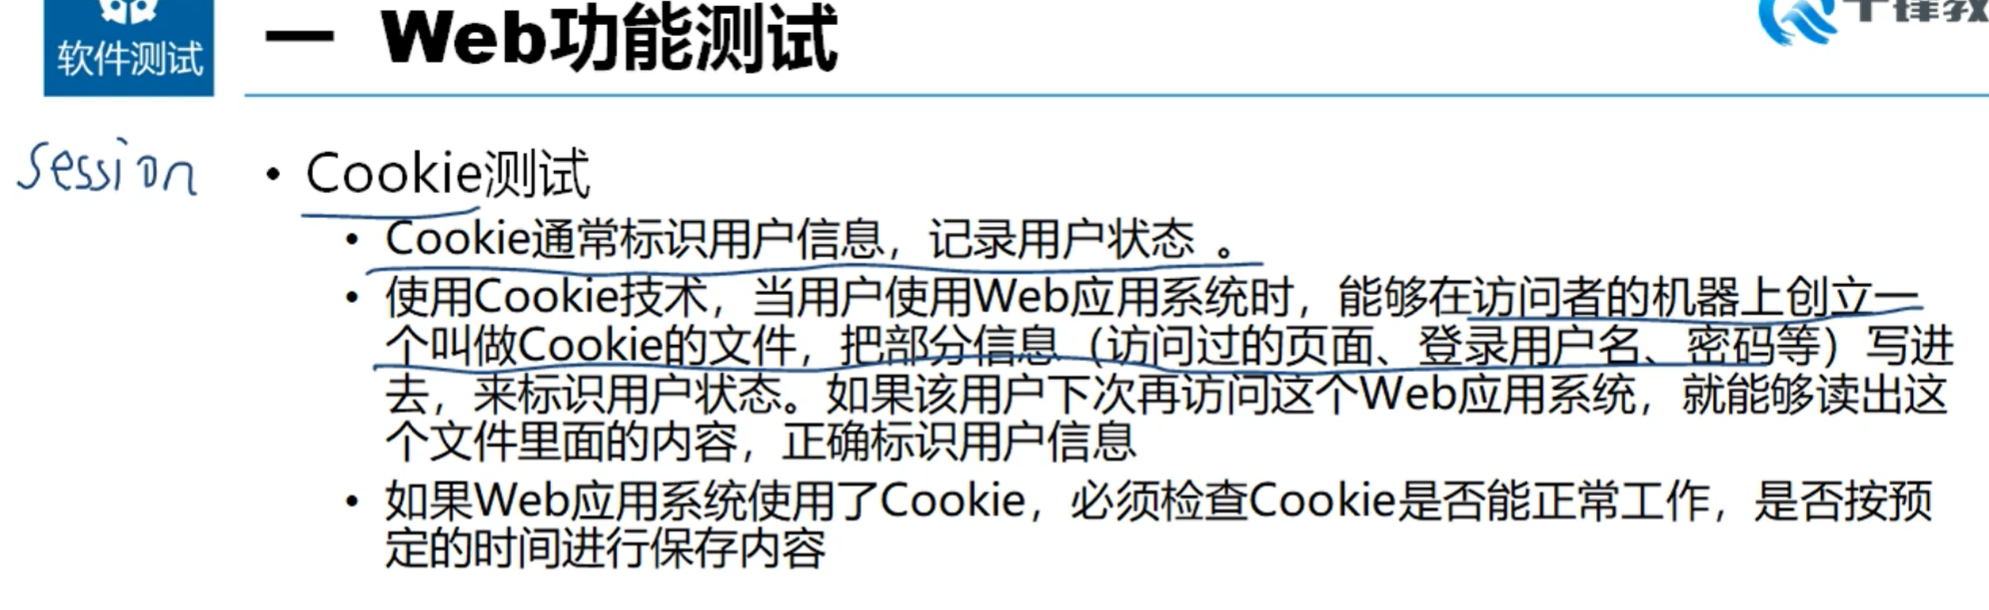 软件测试
一 Web功能测试
session
• Cookie测试
• Cookie通常标识用户信息，记录用户状态 。
• 使用Cookie技术，当用户使用Web应用系统时，能够在访问者的机器上创立一
个叫做Cookie的文件，把部分信息（访问过的页面、登录用户名、密码等）写进
去，来标识用户状态。如果该用户下次再访问这个Web应用系统，就能够读出这
个文件里面的内容，正确标识用户信息
• 如果Web应用系统使用了Cookie，必须检查Cookie是否能正常工作，是否按预
定的时间进行保存内容